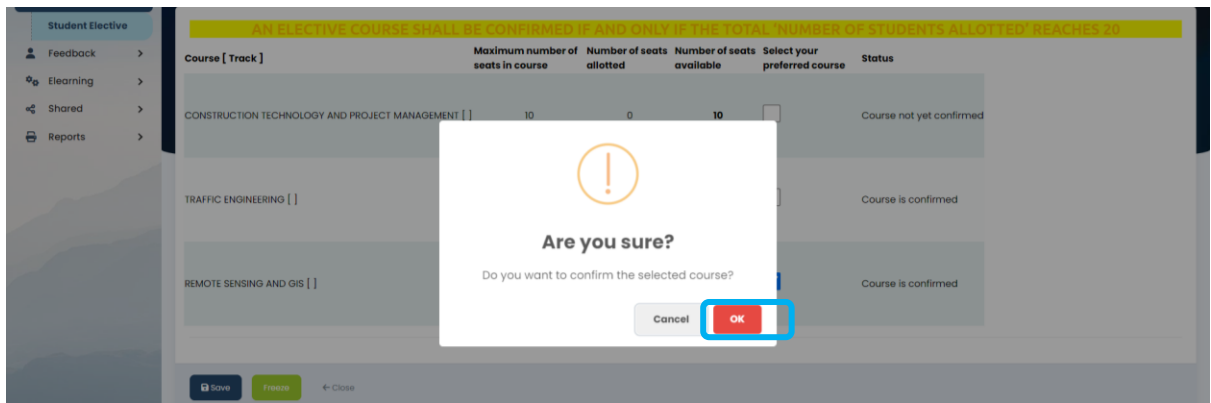 Student Elective
Feedback
Elearning
Shared
Reports
AN ELECTIVE COURSE SHALL BE CONFIRMED IF AND ONLY IF THE TOTAL 'NUMBER OF STUDENTS ALLOTTED' REACHES 20
Course [ Track ] Maximum number of seats in course Number of seats allotted Number of seats available Select your preferred course Status
CONSTRUCTION TECHNOLOGY AND PROJECT MANAGEMENT [ ] 10 0 10 Course not yet confirmed
TRAFFIC ENGINEERING [ ] Course is confirmed
REMOTE SENSING AND GIS [ ] Course is confirmed
Are you sure?
Do you want to confirm the selected course?
Cancel OK
Save Freeze Close